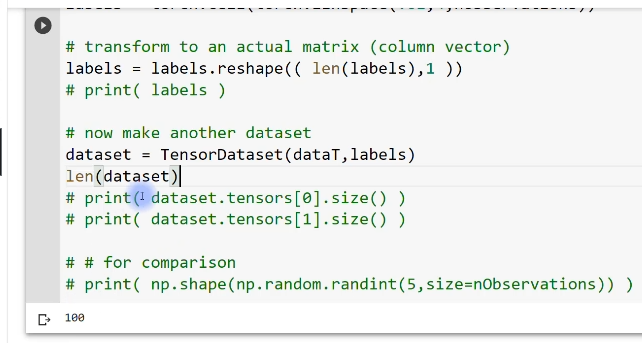 # transform to an actual matrix (column vector)
labels = labels.reshape(( len(labels),1 ))
# print( labels )
# now make another dataset
dataset = TensorDataset(dataT,labels)
len(dataset)
# print( dataset.tensors[0].size() )
# print( dataset.tensors[1].size() )
# # for comparison
# print( np.shape(np.random.randint(5,size=nObservations)) )
100